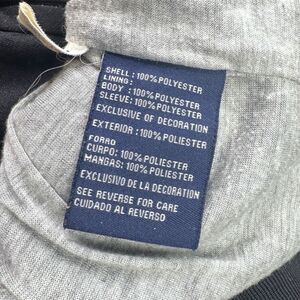 SHELL: 100% POLYESTER
LINING:
BODY: 100% POLYESTER
SLEEVE: 100% POLYESTER
EXCLUSIVE OF DECORATION
EXTERIOR: 100% POLIESTER
FORRO
CURPO: 100% POLIESTER
MANGAS: 100% POLIESTER
EXCLUSIVO DE LA DECORATION
SEE REVERSE FOR CARE
CUIDADO AL REVERSO